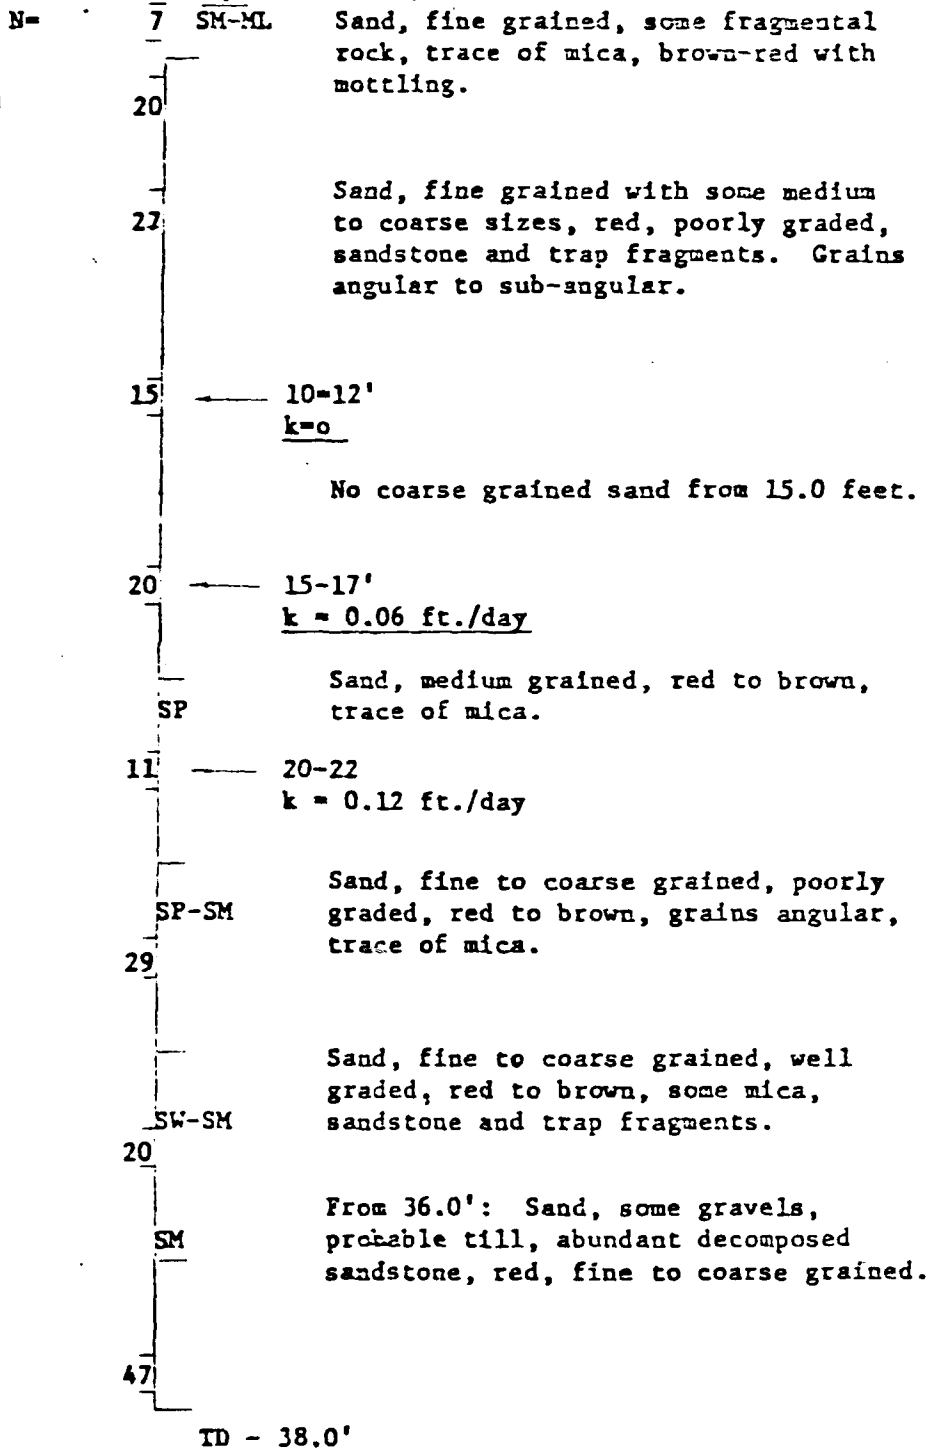 N= 7 SM-ML Sand, fine grained, some fragmental
rock, trace of mica, brown-red with
mottling.
20
Sand, fine grained with some medium
22 to coarse sizes, red, poorly graded,
sandstone and trap fragments. Grains
angular to sub-angular.
15 10-12'
k=o
No coarse grained sand from 15.0 feet.
20 15-17'
k = 0.06 ft./day
Sand, medium grained, red to brown,
SP trace of mica.
11 20-22
k = 0.12 ft./day
Sand, fine to coarse grained, poorly
SP-SM graded, red to brown, grains angular,
trace of mica.
29
Sand, fine to coarse grained, well
graded, red to brown, some mica,
SW-SM sandstone and trap fragments.
20
From 36.0': Sand, some gravels,
SM probable till, abundant decomposed
sandstone, red, fine to coarse grained.
47
TD - 38.0'